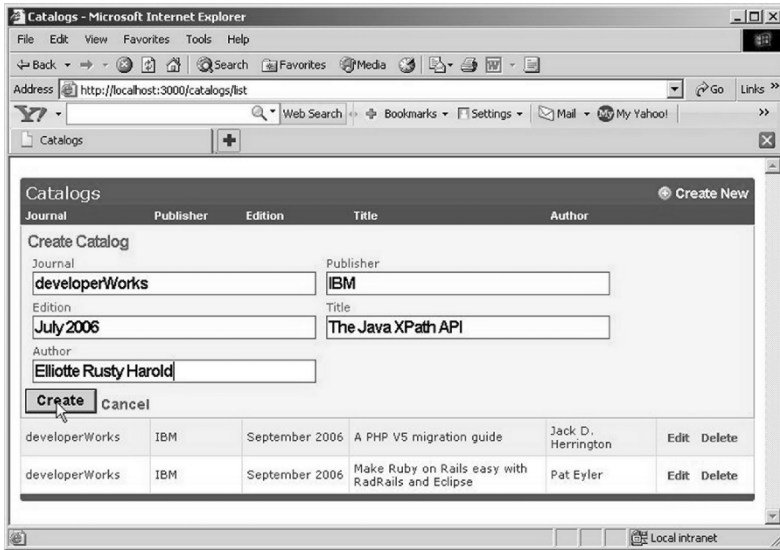 Catalogs - Microsoft Internet Explorer
File Edit View Favorites Tools Help
Back Search Favorites Media
Address http://localhost:3000/catalogs/list Go Links »
Y7 Web Search Bookmarks Settings Mail My My Yahoo! »
Catalogs
Catalogs Create New
Journal Publisher Edition Title Author
Create Catalog
Journal Publisher
developerWorks IBM
Edition Title
July 2006 The Java XPath API
Author
Elliotte Rusty Harold
Create Cancel
developerWorks IBM September 2006 A PHP V5 migration guide Jack D. Herrington Edit Delete
developerWorks IBM September 2006 Make Ruby on Rails easy with RadRails and Eclipse Pat Eyler Edit Delete
Local intranet